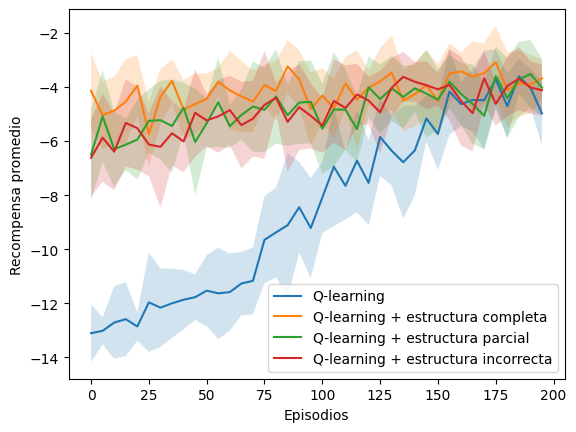 −2
−4
−6
−8
−10
−12
−14
Recompensa promedio
0
25
50
75
100
125
150
175
200
Episodios
Q-learning
Q-learning + estructura completa
Q-learning + estructura parcial
Q-learning + estructura incorrecta